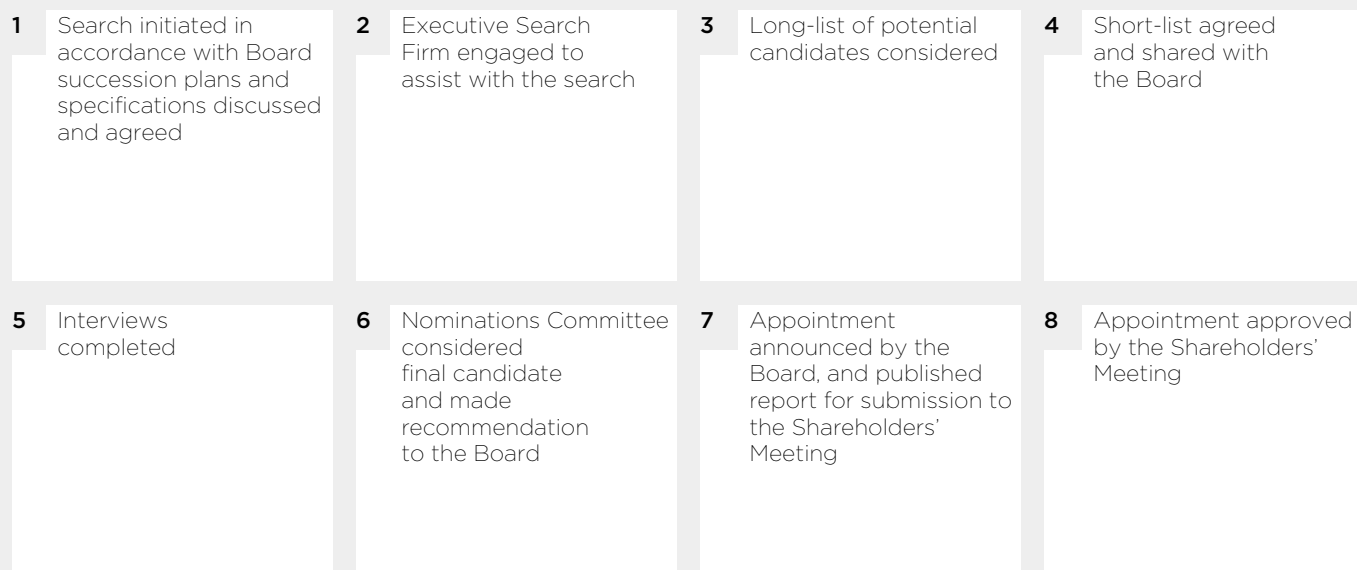 1 Search initiated in
accordance with Board
succession plans and
specifications discussed
and agreed
2 Executive Search
Firm engaged to
assist with the search
3 Long-list of potential
candidates considered
4 Short-list agreed
and shared with
the Board
5 Interviews
completed
6 Nominations Committee
considered
final candidate
and made
recommendation
to the Board
7 Appointment
announced by the
Board, and published
report for submission to
the Shareholders’
Meeting
8 Appointment approved
by the Shareholders’
Meeting